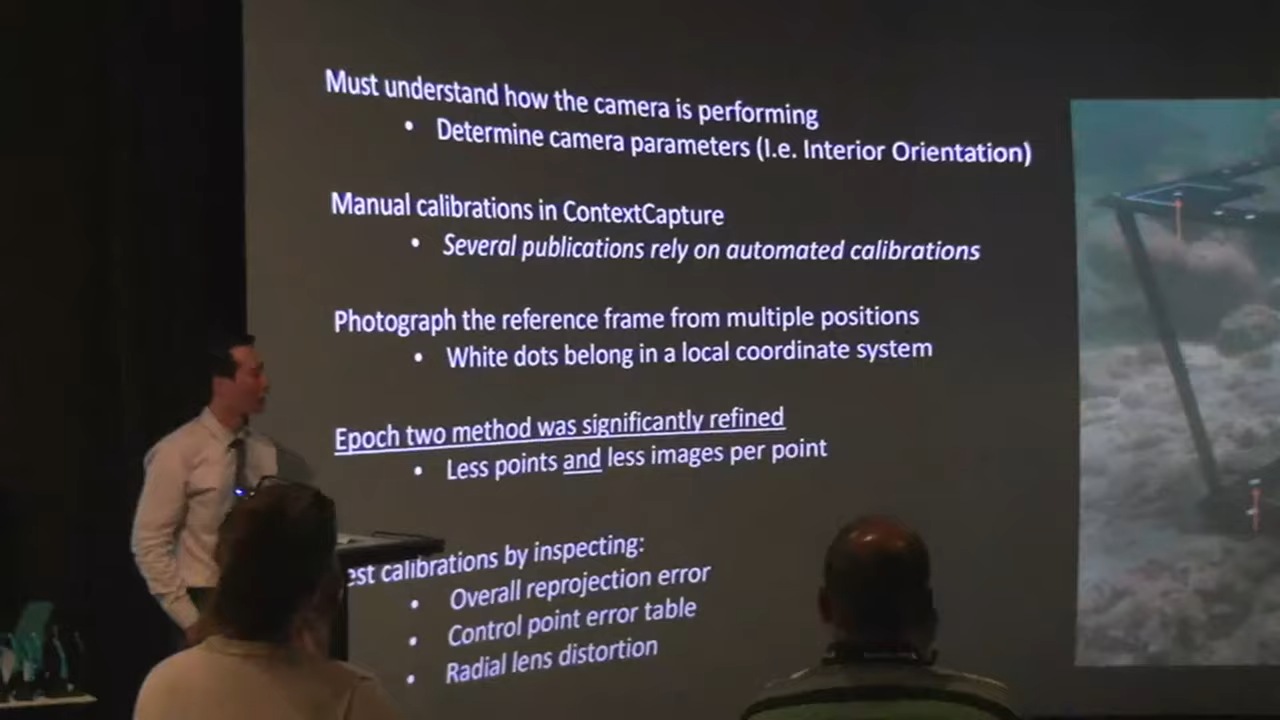 Must understand how the camera is performing
• Determine camera parameters (I.e. Interior Orientation)
Manual calibrations in ContextCapture
• Several publications rely on automated calibrations
Photograph the reference frame from multiple positions
• White dots belong in a local coordinate system
Epoch two method was significantly refined
• Less points and less images per point
est calibrations by inspecting:
• Overall reprojection error
• Control point error table
• Radial lens distortion